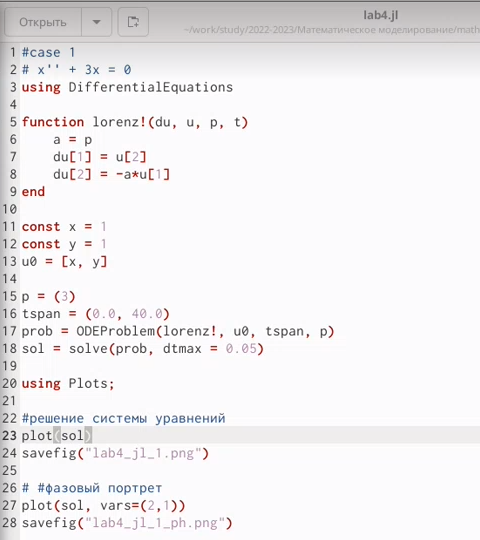 Открыть
lab4.jl
~/work/study/2022-2023/Математическое моделирование/math
1 #case 1
2 # x'' + 3x = 0
3 using DifferentialEquations
4
5 function lorenz!(du, u, p, t)
6     a = p
7     du[1] = u[2]
8     du[2] = -a*u[1]
9 end
10
11 const x = 1
12 const y = 1
13 u0 = [x, y]
14
15 p = (3)
16 tspan = (0.0, 40.0)
17 prob = ODEProblem(lorenz!, u0, tspan, p)
18 sol = solve(prob, dtmax = 0.05)
19
20 using Plots;
21
22 #решение системы уравнений
23 plot(sol)
24 savefig("lab4_jl_1.png")
25
26 # #фазовый портрет
27 plot(sol, vars=(2,1))
28 savefig("lab4_jl_1_ph.png")